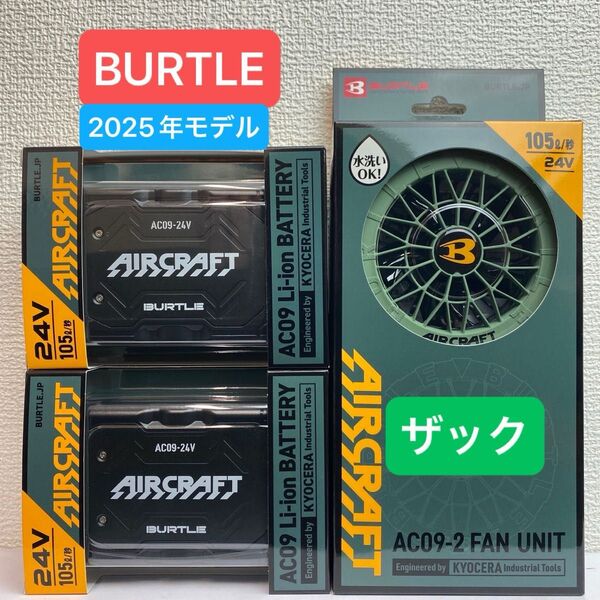 BURTLE
2025年モデル
BURTLE.JP
AIRCRAFT
24V
105ℓ/秒
AC09-24V
AIRCRAFT
BURTLE
AC09 Li-ion BATTERY
Engineered by KYOCERA Industrial Tools
BURTLE.JP
AIRCRAFT
24V
105ℓ/秒
AC09-24V
AIRCRAFT
BURTLE
AC09 Li-ion BATTERY
Engineered by KYOCERA Industrial Tools
BURTLE
BURTLE.JP
水洗い
OK!
105ℓ/秒
24V
B
AIRCRAFT
AIRCRAFT
ザック
AC09-2 FAN UNIT
Engineered by KYOCERA Industrial Tools